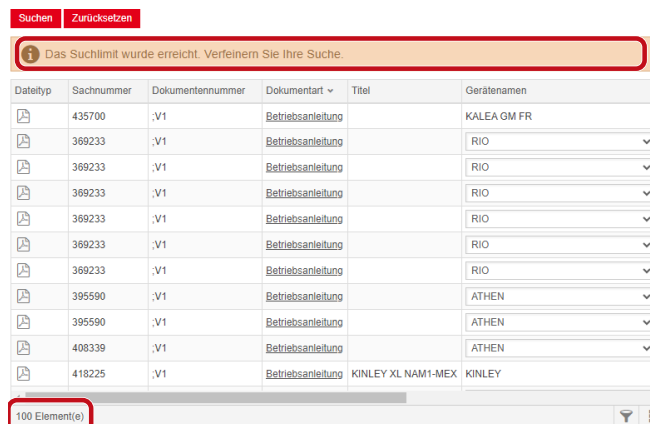 Suchen Zurücksetzen
Das Suchlimit wurde erreicht. Verfeinern Sie Ihre Suche.
Dateityp Sachnummer Dokumentennummer Dokumentart Titel Gerätenamen
435700 ;V1 Betriebsanleitung KALEA GM FR
369233 ;V1 Betriebsanleitung RIO
369233 ;V1 Betriebsanleitung RIO
369233 ;V1 Betriebsanleitung RIO
369233 ;V1 Betriebsanleitung RIO
369233 ;V1 Betriebsanleitung RIO
369233 ;V1 Betriebsanleitung RIO
395590 ;V1 Betriebsanleitung ATHEN
395590 ;V1 Betriebsanleitung ATHEN
408339 ;V1 Betriebsanleitung ATHEN
418225 ;V1 Betriebsanleitung KINLEY XL NAM1-MEX KINLEY
100 Element(e)